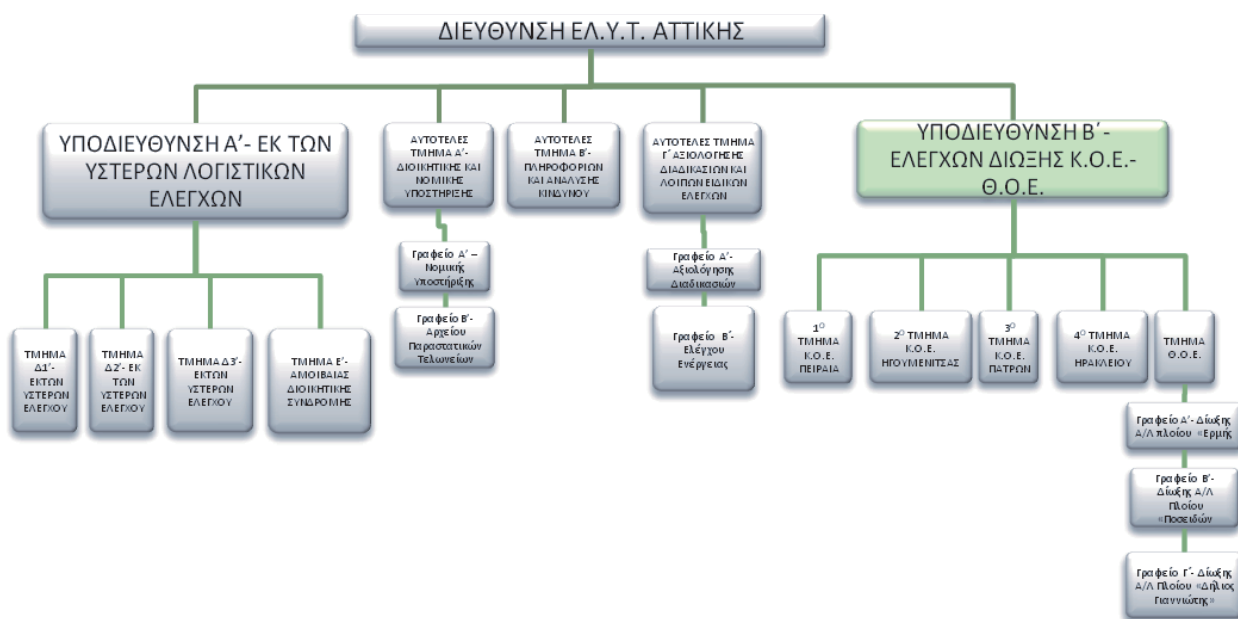 ΔΙΕΥΘΥΝΣΗ ΕΛ.Υ.Τ. ΑΤΤΙΚΗΣ
ΥΠΟΔΙΕΥΘΥΝΣΗ Α΄- ΕΚ ΤΩΝ
ΥΣΤΕΡΩΝ ΛΟΓΙΣΤΙΚΩΝ
ΕΛΕΓΧΩΝ
ΑΥΤΟΤΕΛΕΣ
ΤΜΗΜΑ Α΄-
ΔΙΟΙΚΗΤΙΚΗΣ ΚΑΙ
ΝΟΜΙΚΗΣ
ΥΠΟΣΤΗΡΙΞΗΣ
ΑΥΤΟΤΕΛΕΣ
ΤΜΗΜΑ Β΄-
ΠΛΗΡΟΦΟΡΙΩΝ
ΚΑΙ ΑΝΑΛΥΣΗΣ
ΚΙΝΔΥΝΟΥ
ΑΥΤΟΤΕΛΕΣ ΤΜΗΜΑ
Γ΄ ΑΞΙΟΛΟΓΗΣΗΣ
ΔΙΑΔΙΚΑΣΙΩΝ ΚΑΙ
ΛΟΙΠΩΝ ΕΙΔΙΚΩΝ
ΕΛΕΓΧΩΝ
ΥΠΟΔΙΕΥΘΥΝΣΗ Β΄-
ΕΛΕΓΧΩΝ ΔΙΩΞΗΣ Κ.Ο.Ε.-
Θ.Ο.Ε.
Γραφείο Α΄ –
Νομικής
Υποστήριξης
Γραφείο Β΄-
Αρχείου
Παραστατικών
Τελωνείων
Γραφείο Α΄-
Αξιολόγησης
Διαδικασιών
Γραφείο Β΄-
Ελέγχου
Ενέργειας
ΤΜΗΜΑ
Δ1΄-
ΕΚ ΤΩΝ
ΥΣΤΕΡΩΝ
ΕΛΕΓΧΟΥ
ΤΜΗΜΑ
Δ2΄- ΕΚ
ΤΩΝ
ΥΣΤΕΡΩΝ
ΕΛΕΓΧΟΥ
ΤΜΗΜΑ Δ3΄-
ΕΚ ΤΩΝ
ΥΣΤΕΡΩΝ
ΕΛΕΓΧΟΥ
ΤΜΗΜΑ Ε΄-
ΑΜΟΙΒΑΙΑΣ
ΔΙΟΙΚΗΤΙΚΗΣ
ΣΥΝΔΡΟΜΗΣ
1Ο
ΤΜΗΜΑ
Κ.Ο.Ε.
ΠΕΙΡΑΙΑ
2Ο ΤΜΗΜΑ
Κ.Ο.Ε.
ΗΓΟΥΜΕΝΙΤΣΑΣ
3Ο
ΤΜΗΜΑ
Κ.Ο.Ε.
ΠΑΤΡΩΝ
4Ο ΤΜΗΜΑ
Κ.Ο.Ε.
ΗΡΑΚΛΕΙΟΥ
ΤΜΗΜΑ
Θ.Ο.Ε.
Γραφείο Α΄- Δίωξης
Α/Λ πλοίου «Ερμής
Γραφείο Β΄-
Δίωξης Α/Λ
Πλοίου
«Ποσειδών
Γραφείο Γ΄- Δίωξης
Α/Λ Πλοίου «Δήλιος
Γιαννιώτης»